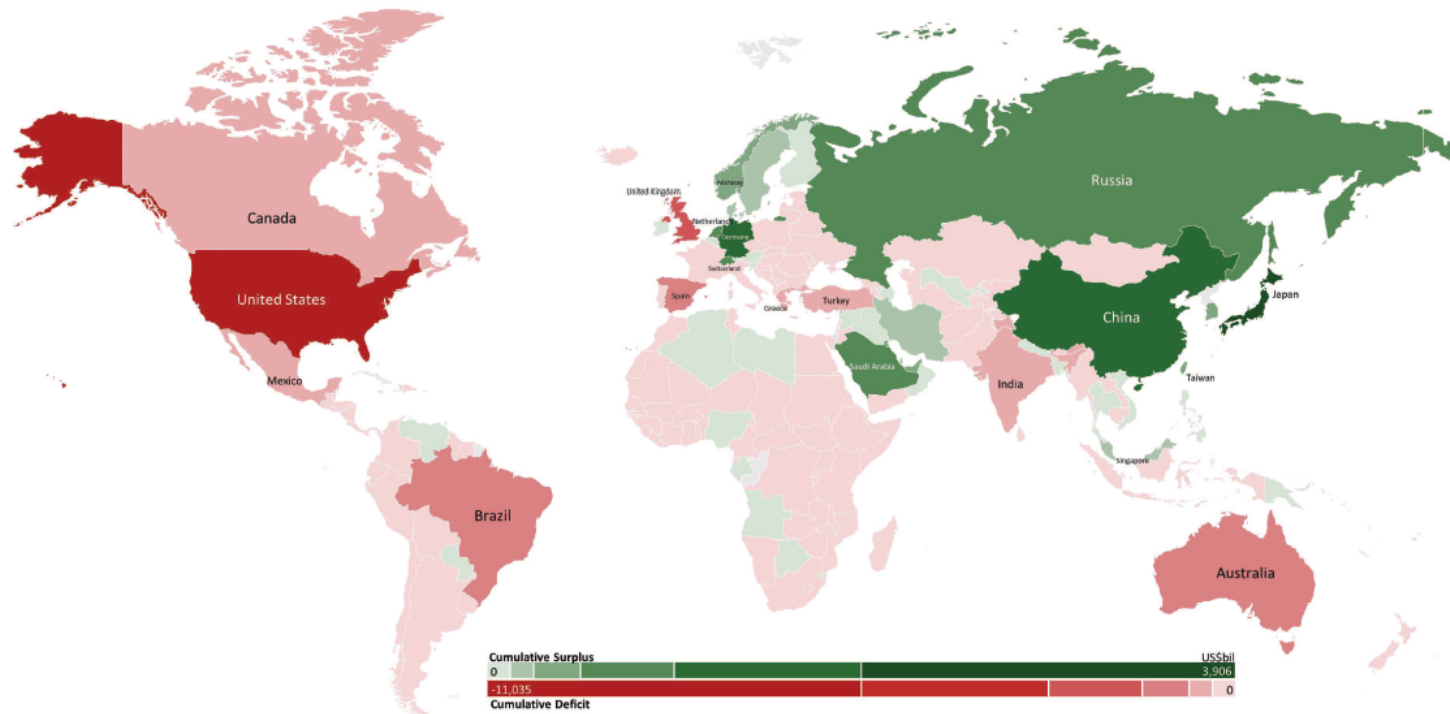 Canada
United States
Mexico
Brazil
United Kingdom
Norway
Netherland
Germany
Switzerland
Spain
Greece
Turkey
Saudi Arabia
Russia
China
Japan
India
Taiwan
Singapore
Australia
Cumulative Surplus US$bil
0 3,906
-11,035 0
Cumulative Deficit